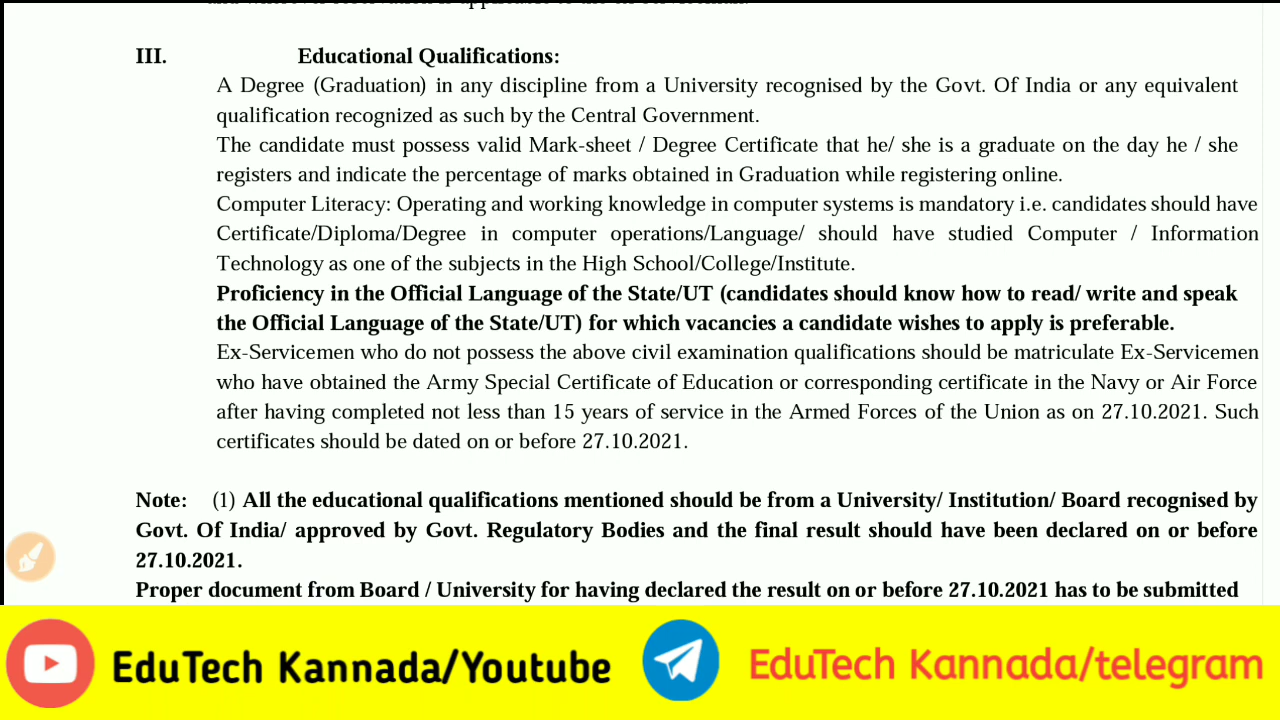 III. Educational Qualifications:
A Degree (Graduation) in any discipline from a University recognised by the Govt. Of India or any equivalent
qualification recognized as such by the Central Government.
The candidate must possess valid Mark-sheet / Degree Certificate that he/ she is a graduate on the day he / she
registers and indicate the percentage of marks obtained in Graduation while registering online.
Computer Literacy: Operating and working knowledge in computer systems is mandatory i.e. candidates should have
Certificate/Diploma/Degree in computer operations/Language/ should have studied Computer / Information
Technology as one of the subjects in the High School/College/Institute.
Proficiency in the Official Language of the State/UT (candidates should know how to read/ write and speak
the Official Language of the State/UT) for which vacancies a candidate wishes to apply is preferable.
Ex-Servicemen who do not possess the above civil examination qualifications should be matriculate Ex-Servicemen
who have obtained the Army Special Certificate of Education or corresponding certificate in the Navy or Air Force
after having completed not less than 15 years of service in the Armed Forces of the Union as on 27.10.2021. Such
certificates should be dated on or before 27.10.2021.
Note: (1) All the educational qualifications mentioned should be from a University/ Institution/ Board recognised by
Govt. Of India/ approved by Govt. Regulatory Bodies and the final result should have been declared on or before
27.10.2021.
Proper document from Board / University for having declared the result on or before 27.10.2021 has to be submitted
EduTech Kannada/Youtube
EduTech Kannada/telegram